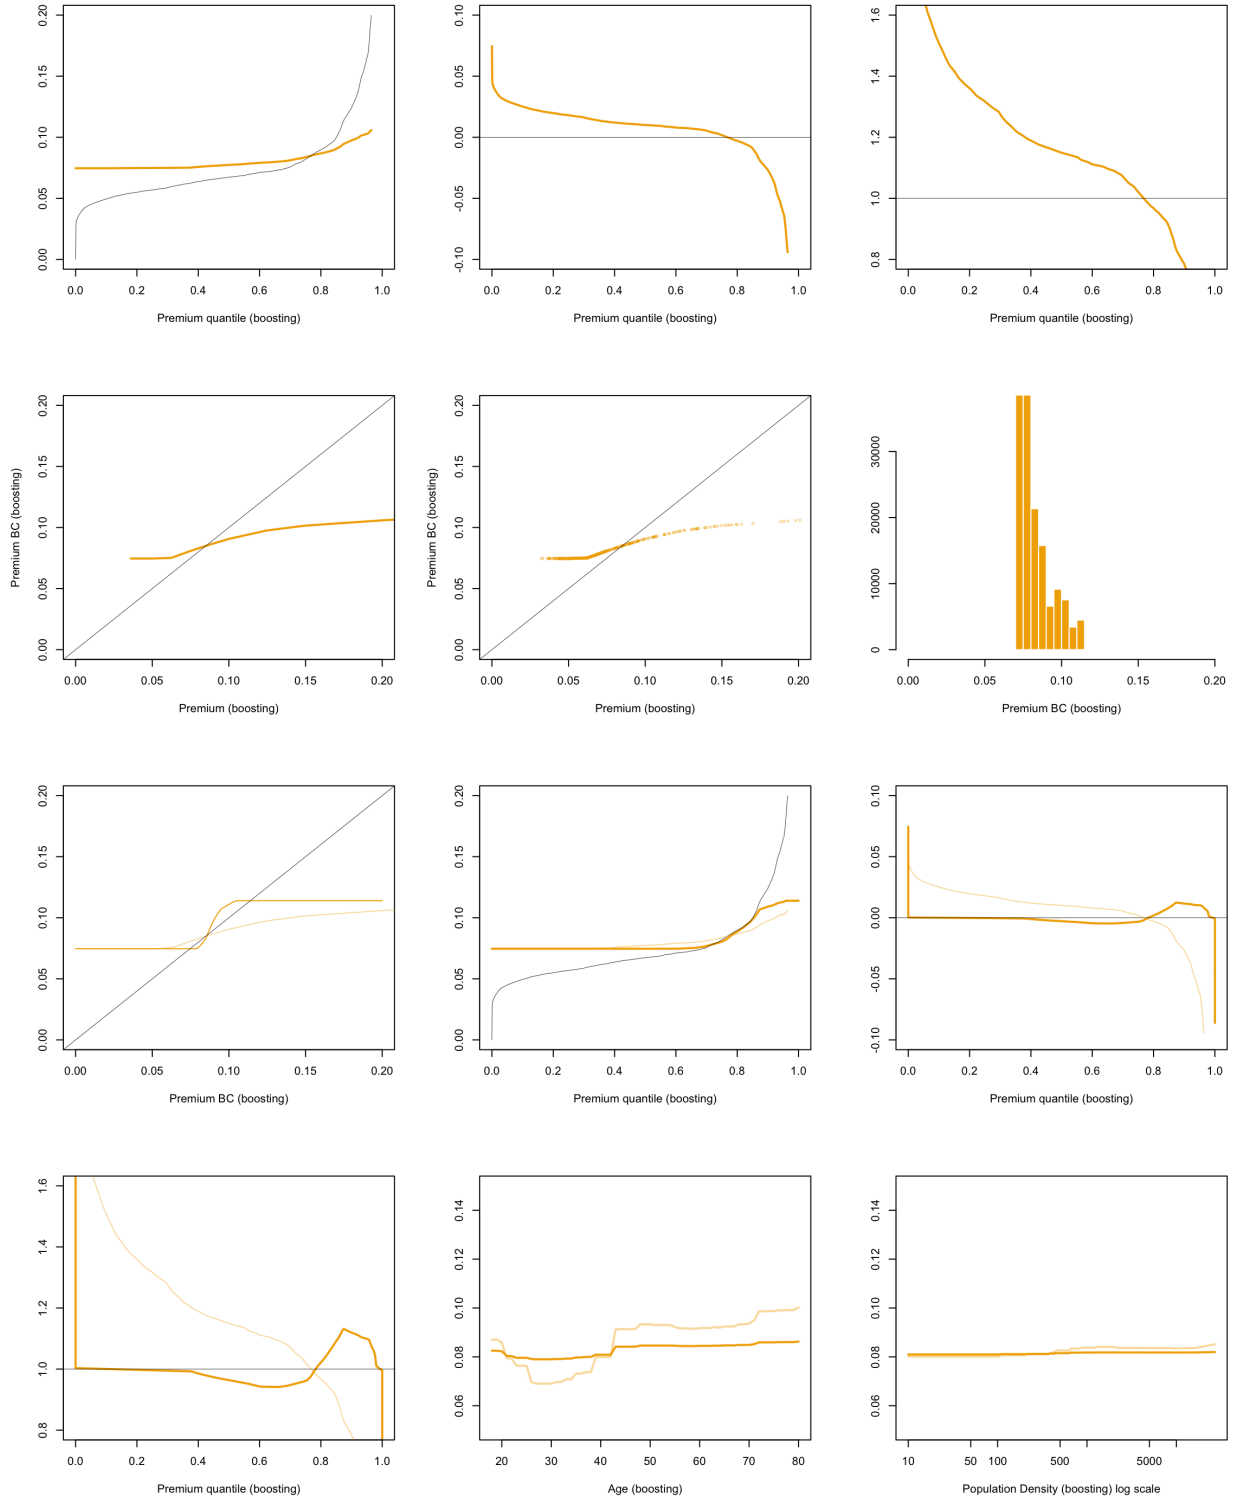 0.00 0.05 0.10 0.15 0.20
0.0 0.2 0.4 0.6 0.8 1.0
Premium quantile (boosting)
-0.10 -0.05 0.00 0.05 0.10
0.0 0.2 0.4 0.6 0.8 1.0
Premium quantile (boosting)
0.8 1.0 1.2 1.4 1.6
0.0 0.2 0.4 0.6 0.8 1.0
Premium quantile (boosting)
Premium BC (boosting)
0.00 0.05 0.10 0.15 0.20
0.00 0.05 0.10 0.15 0.20
Premium (boosting)
Premium BC (boosting)
0.00 0.05 0.10 0.15 0.20
0.00 0.05 0.10 0.15 0.20
Premium (boosting)
0 10000 20000 30000
0.00 0.05 0.10 0.15 0.20
Premium BC (boosting)
0.00 0.05 0.10 0.15 0.20
0.00 0.05 0.10 0.15 0.20
Premium BC (boosting)
0.00 0.05 0.10 0.15 0.20
0.0 0.2 0.4 0.6 0.8 1.0
Premium quantile (boosting)
-0.10 -0.05 0.00 0.05 0.10
0.0 0.2 0.4 0.6 0.8 1.0
Premium quantile (boosting)
0.8 1.0 1.2 1.4 1.6
0.0 0.2 0.4 0.6 0.8 1.0
Premium quantile (boosting)
0.06 0.08 0.10 0.12 0.14
20 30 40 50 60 70 80
Age (boosting)
0.06 0.08 0.10 0.12 0.14
10 50 100 500 5000
Population Density (boosting) log scale